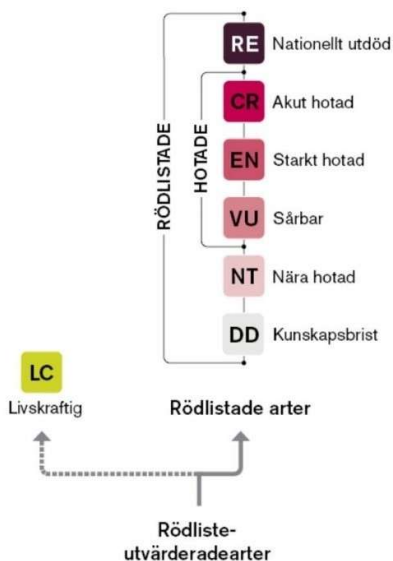 RE Nationellt utdöd
CR Akut hotad
EN Starkt hotad
VU Sårbar
NT Nära hotad
DD Kunskapsbrist
RÖDLISTADE
HOTADE
LC
Livskraftig
Rödlistade arter
Rödliste-
utvärderadearter